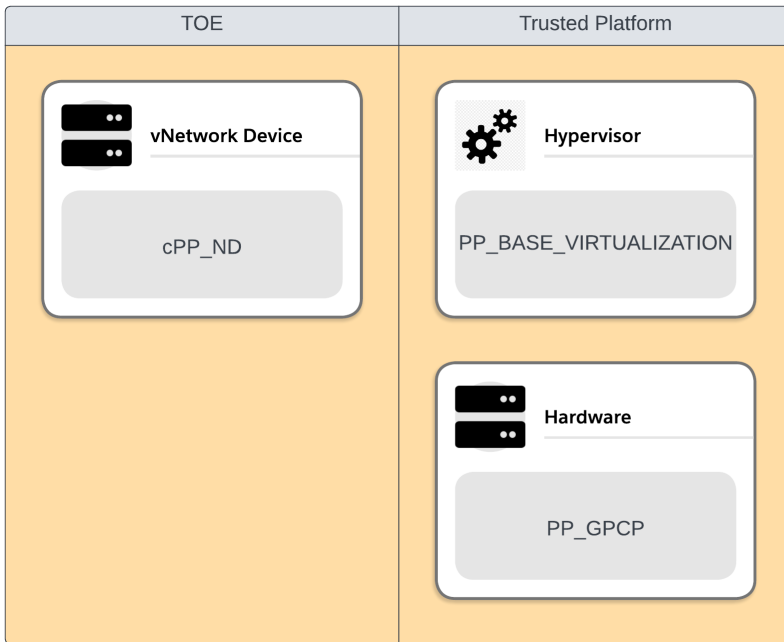 TOE
Trusted Platform
vNetwork Device
cPP_ND
Hypervisor
PP_BASE_VIRTUALIZATION
Hardware
PP_GPCP